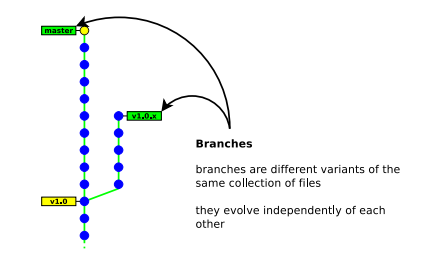 master
v1.0.x
Branches
branches are different variants of the
same collection of files
v1.0
they evolve independently of each
other